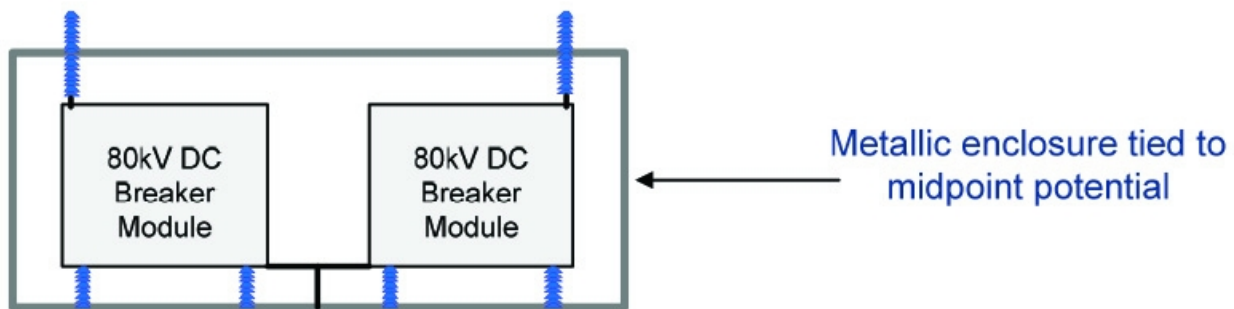 80kV DC
Breaker
Module
80kV DC
Breaker
Module
Metallic enclosure tied to
midpoint potential